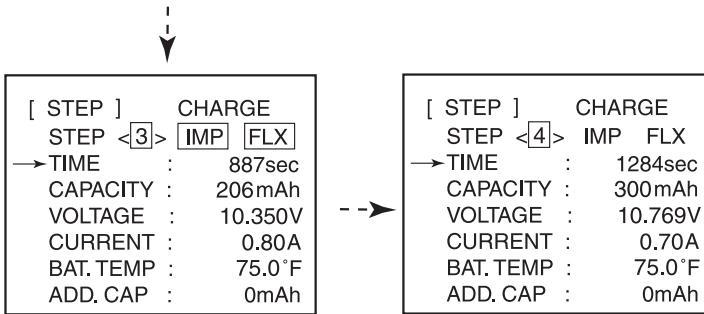 [ STEP ] CHARGE
STEP <3> IMP FLX
TIME : 887sec
CAPACITY : 206mAh
VOLTAGE : 10.350V
CURRENT : 0.80A
BAT. TEMP : 75.0°F
ADD. CAP : 0mAh
[ STEP ] CHARGE
STEP <4> IMP FLX
TIME : 1284sec
CAPACITY : 300mAh
VOLTAGE : 10.769V
CURRENT : 0.70A
BAT. TEMP : 75.0°F
ADD. CAP : 0mAh